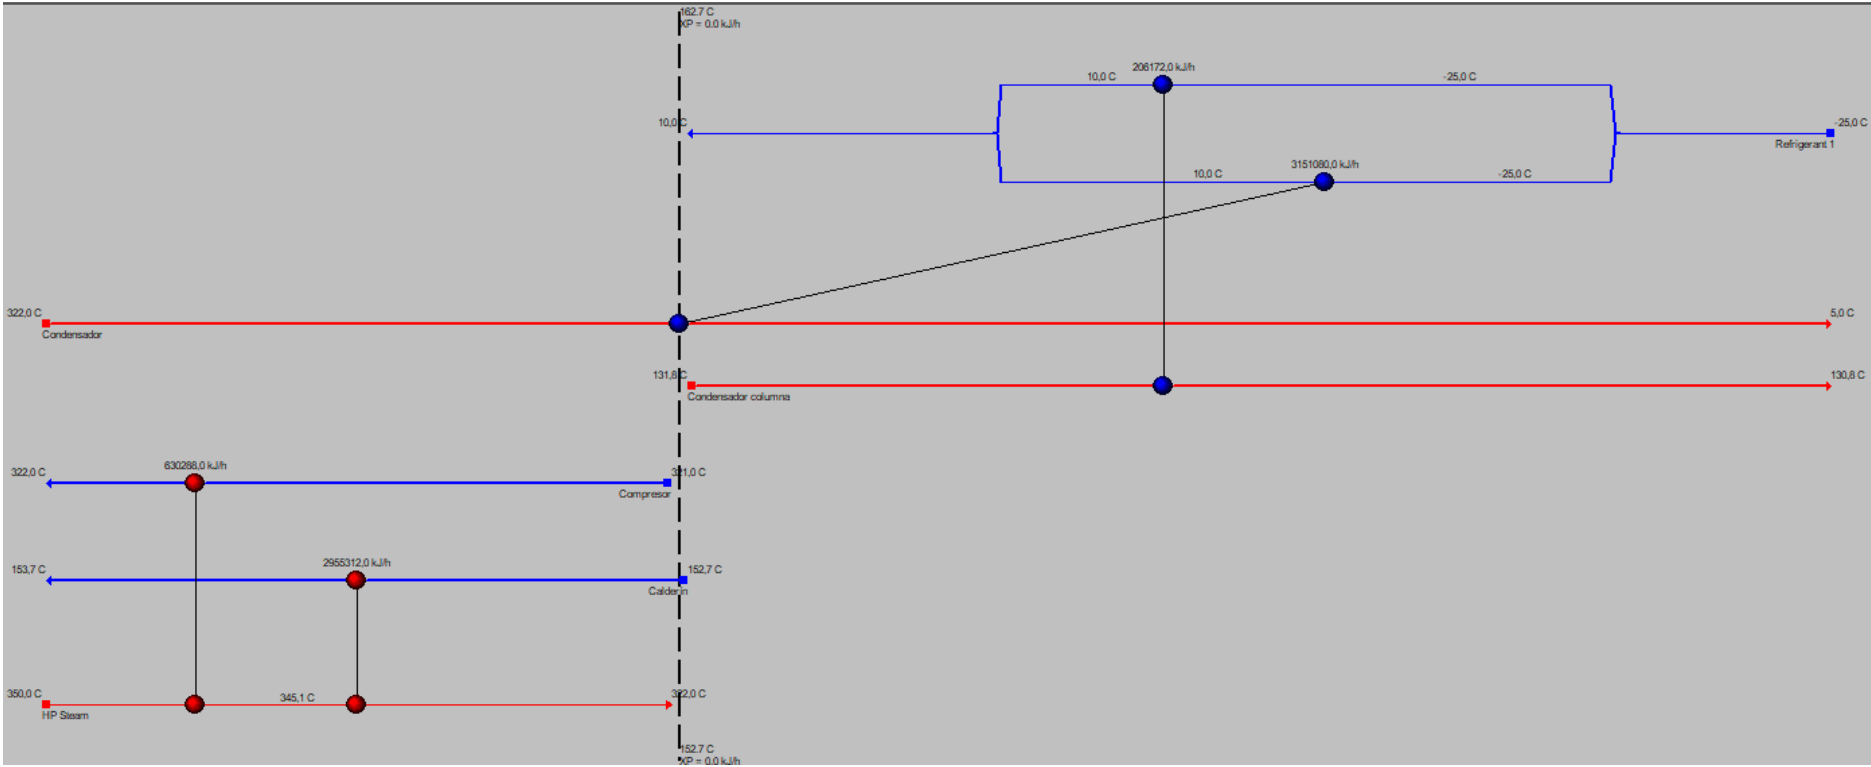 162.7 C
XP = 0.0 kJ/h
206172,0 kJ/h
10,0 C
-25,0 C
10,0 C
-25,0 C
Refrigerant 1
3151080,0 kJ/h
10,0 C
-25,0 C
322,0 C
5,0 C
Condensador
131,8 C
130,8 C
Condensador columna
630288,0 kJ/h
322,0 C
321,0 C
Compresor
2955312,0 kJ/h
153,7 C
152,7 C
Calderin
350,0 C
345,1 C
322,0 C
HP Steam
152.7 C
XP = 0.0 kJ/h